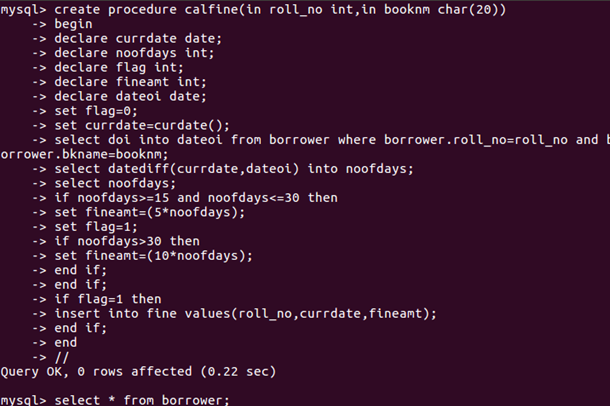 mysql> create procedure calfine(in roll_no int,in booknm char(20))
    -> begin
    -> declare currdate date;
    -> declare noofdays int;
    -> declare flag int;
    -> declare fineamt int;
    -> declare dateoi date;
    -> set flag=0;
    -> set currdate=curdate();
    -> select doi into dateoi from borrower where borrower.roll_no=roll_no and b
orrower.bkname=booknm;
    -> select datediff(currdate,dateoi) into noofdays;
    -> select noofdays;
    -> if noofdays>=15 and noofdays<=30 then
    -> set fineamt=(5*noofdays);
    -> set flag=1;
    -> if noofdays>30 then
    -> set fineamt=(10*noofdays);
    -> end if;
    -> end if;
    -> if flag=1 then
    -> insert into fine values(roll_no,currdate,fineamt);
    -> end if;
    -> end
    -> //
Query OK, 0 rows affected (0.22 sec)
mysql> select * from borrower;